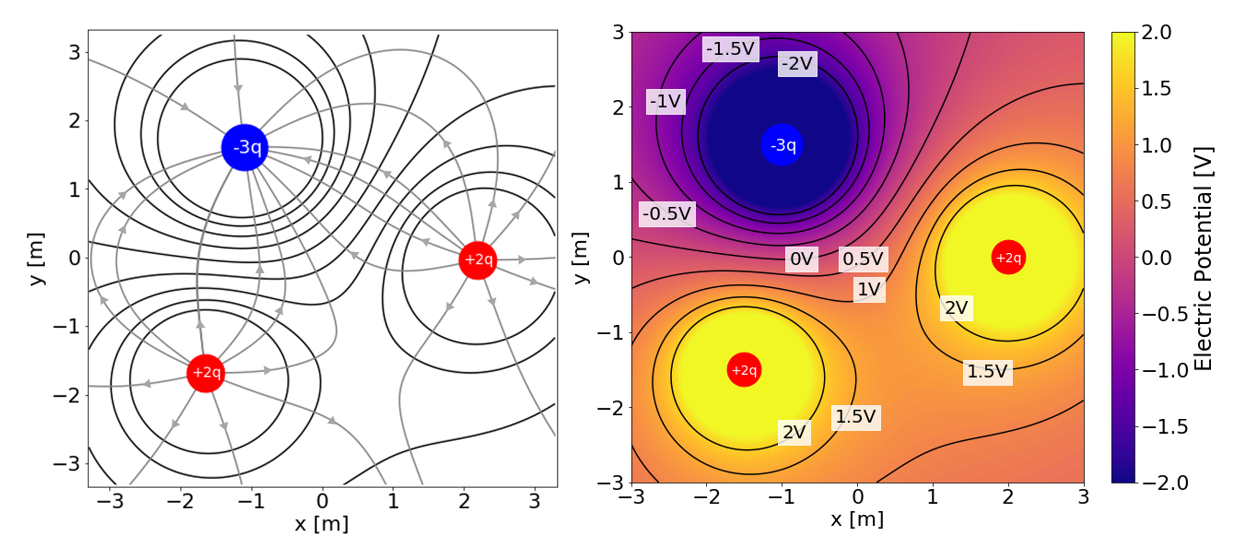 3
2
1
0
−1
−2
−3
y [m]
−3 −2 −1 0 1 2 3
x [m]
-3q
+2q
+2q
3
2
1
0
−1
−2
−3
y [m]
−3 −2 −1 0 1 2 3
x [m]
-1.5V
-2V
-1V
-3q
-0.5V
0V 0.5V
+2q
1V
2V
+2q
1.5V
1.5V
2V
2.0
1.5
1.0
0.5
0.0
−0.5
−1.0
−1.5
−2.0
Electric Potential [V]